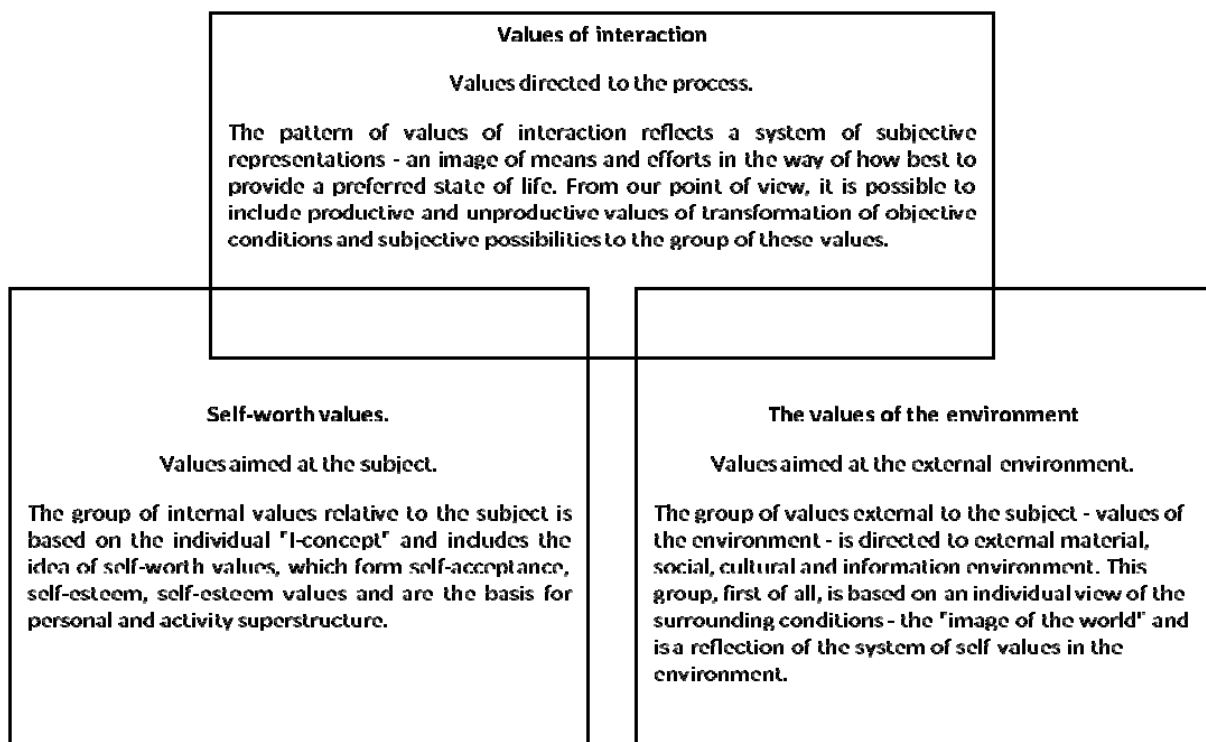 Values of interaction
Values directed to the process.
The pattern of values of interaction reflects a system of subjective
representations - an image of means and efforts in the way of how best to
provide a preferred state of life. From our point of view, it is possible to
include productive and unproductive values of transformation of objective
conditions and subjective possibilities to the group of these values.
Self-worth values.
Values aimed at the subject.
The group of internal values relative to the subject is
based on the individual "I-concept" and includes the
idea of self-worth values, which form self-acceptance,
self-esteem, self-esteem values and are the basis for
personal and activity superstructure.
The values of the environment
Values aimed at the external environment.
The group of values external to the subject - values of
the environment - is directed to external material,
social, cultural and information environment. This
group, first of all, is based on an individual view of the
surrounding conditions - the "image of the world" and
is a reflection of the system of self values in the
environment.